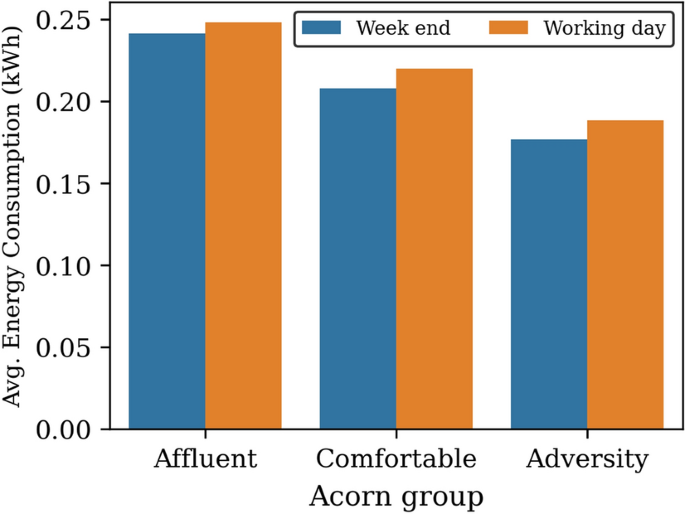 Week end
Working day
Avg. Energy Consumption (kWh)
0.25
0.20
0.15
0.10
0.05
0.00
Affluent
Comfortable
Adversity
Acorn group